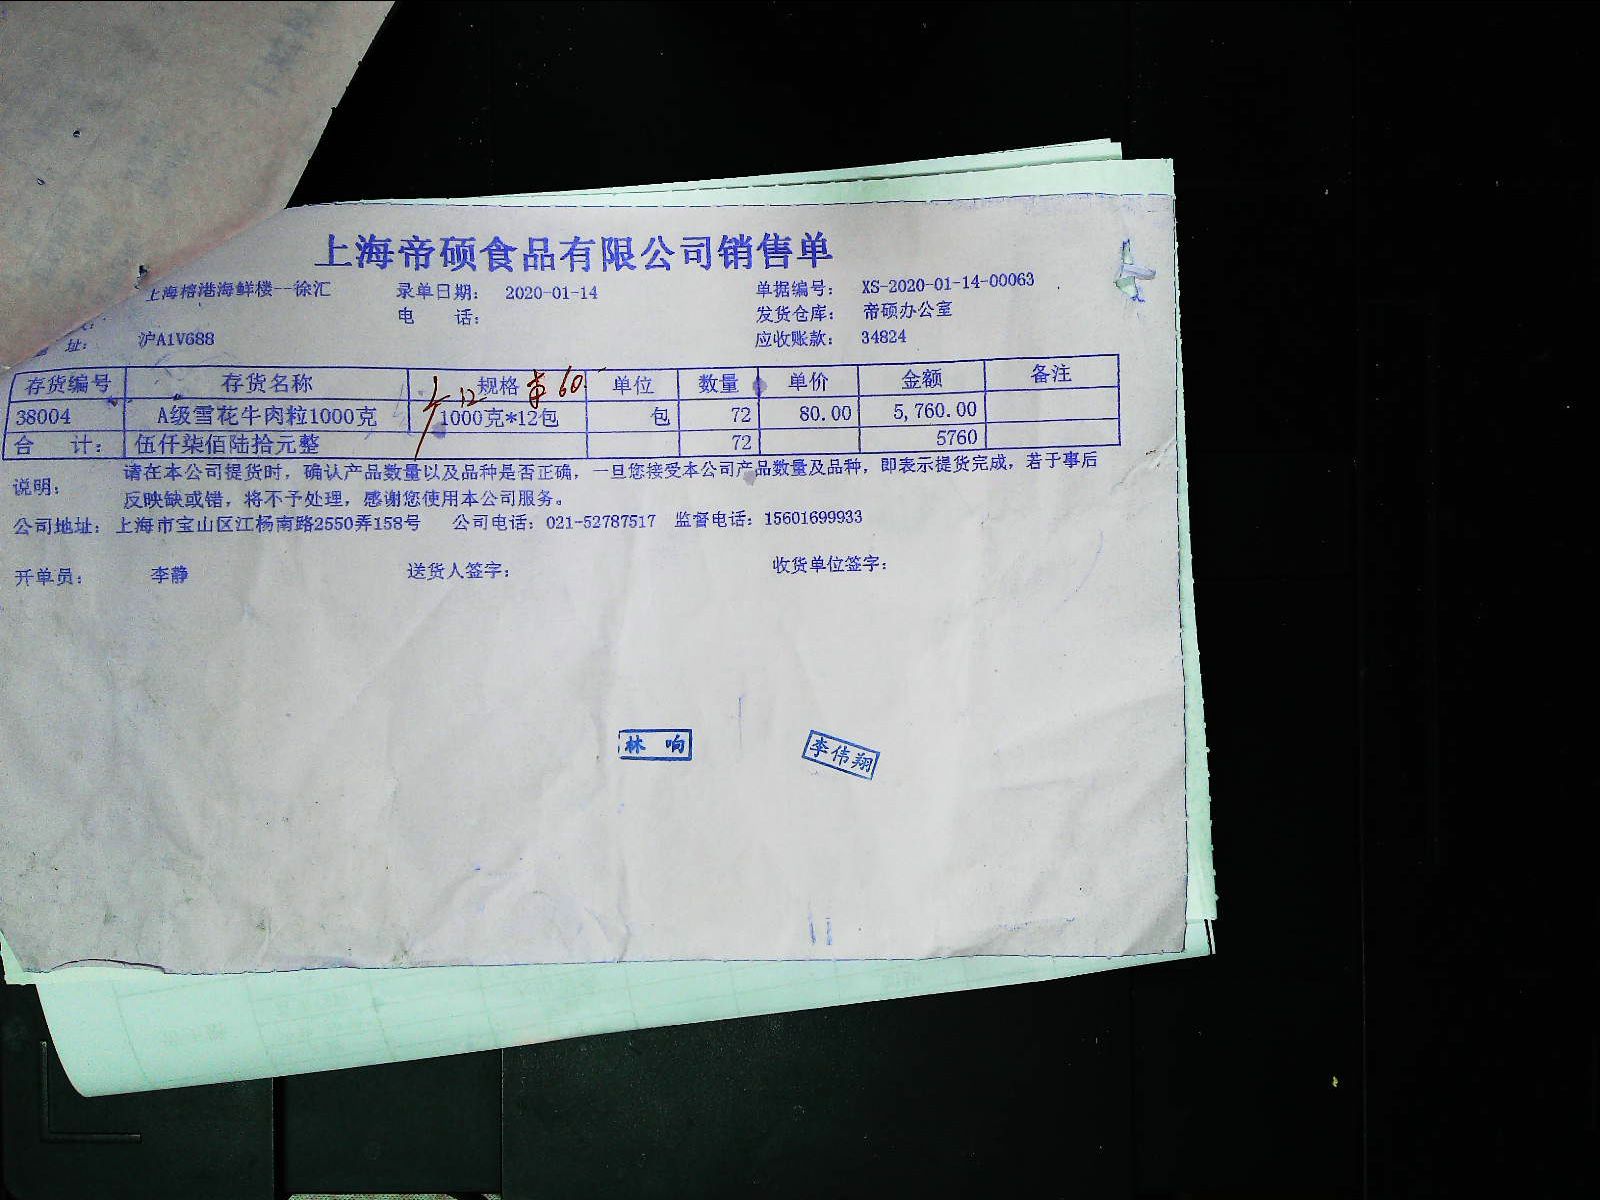 上海帝硕食品有限公司销售单
上海榕港海鲜楼--徐汇 录单日期: 2020-01-14 单据编号: XS-2020-01-14-00063
电 话: 发货仓库: 帝硕办公室
址: 沪A1V688 应收账款: 34824
存货编号 存货名称 规格 单位 数量 单价 金额 备注
12 60
38004 A级雪花牛肉粒1000克 1000克*12包 包 72 80.00 5,760.00
合 计: 伍仟柒佰陆拾元整 72 5760
说明: 请在本公司提货时，确认产品数量以及品种是否正确，一旦您接受本公司产品数量及品种，即表示提货完成，若于事后
反映缺或错，将不予处理，感谢您使用本公司服务。
公司地址: 上海市宝山区江杨南路2550弄158号 公司电话: 021-52787517 监督电话: 15601699933
开单员: 李静 送货人签字: 收货单位签字:
林 响 李伟翔